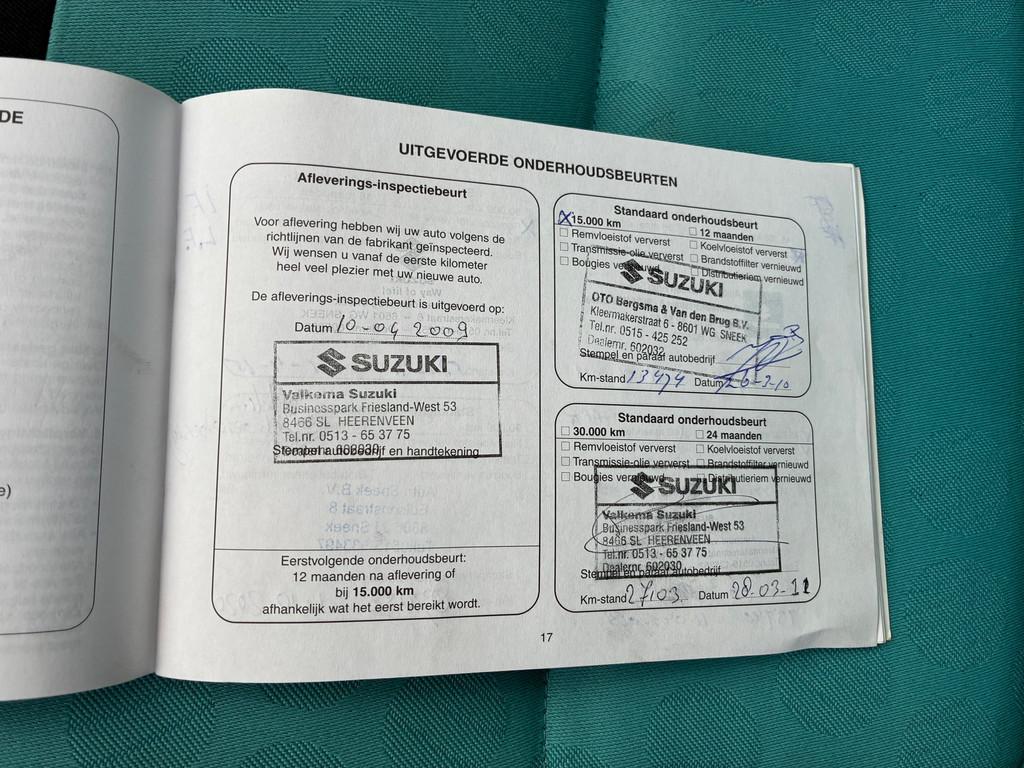 DE
e)
UITGEVOERDE ONDERHOUDSBEURTEN
Afleverings-inspectiebeurt
Voor aflevering hebben wij uw auto volgens de
richtlijnen van de fabrikant geïnspecteerd.
Wij wensen u vanaf de eerste kilometer
heel veel plezier met uw nieuwe auto.
De afleverings-inspectiebeurt is uitgevoerd op:
Datum 10-04 2009
SUZUKI
Valkema Suzuki
Businesspark Friesland-West 53
8466 SL HEERENVEEN
Tel.nr. 0513 - 65 37 75
Stempel autobedrijf en handtekening
Eerstvolgende onderhoudsbeurt:
12 maanden na aflevering of
bij 15.000 km
afhankelijk wat het eerst bereikt wordt.
Standaard onderhoudsbeurt
X 15.000 km 12 maanden
Remvloeistof ververst Koelvloeistof ververst
Transmissie-olie ververst Brandstoffilter vernieuwd
Bougies vernieuwd Distributieriem vernieuwd
SUZUKI
OTO Bergsma & Van den Brug B.V.
Kleermakerstraat 6 - 8601 WG SNEEK
Tel.nr. 0515 - 425 252
Dealernr. 602032
Stempel en paraaf autobedrijf
Km-stand 13474 Datum 26-3-10
Standaard onderhoudsbeurt
30.000 km 24 maanden
Remvloeistof ververst Koelvloeistof ververst
Transmissie-olie ververst Brandstoffilter vernieuwd
Bougies vernieuwd Distributieriem vernieuwd
SUZUKI
Valkema Suzuki
Businesspark Friesland-West 53
8466 SL HEERENVEEN
Tel.nr. 0513 - 65 37 75
Dealernr. 602030
Stempel en paraaf autobedrijf
Km-stand 27103 Datum 28-03-11
17